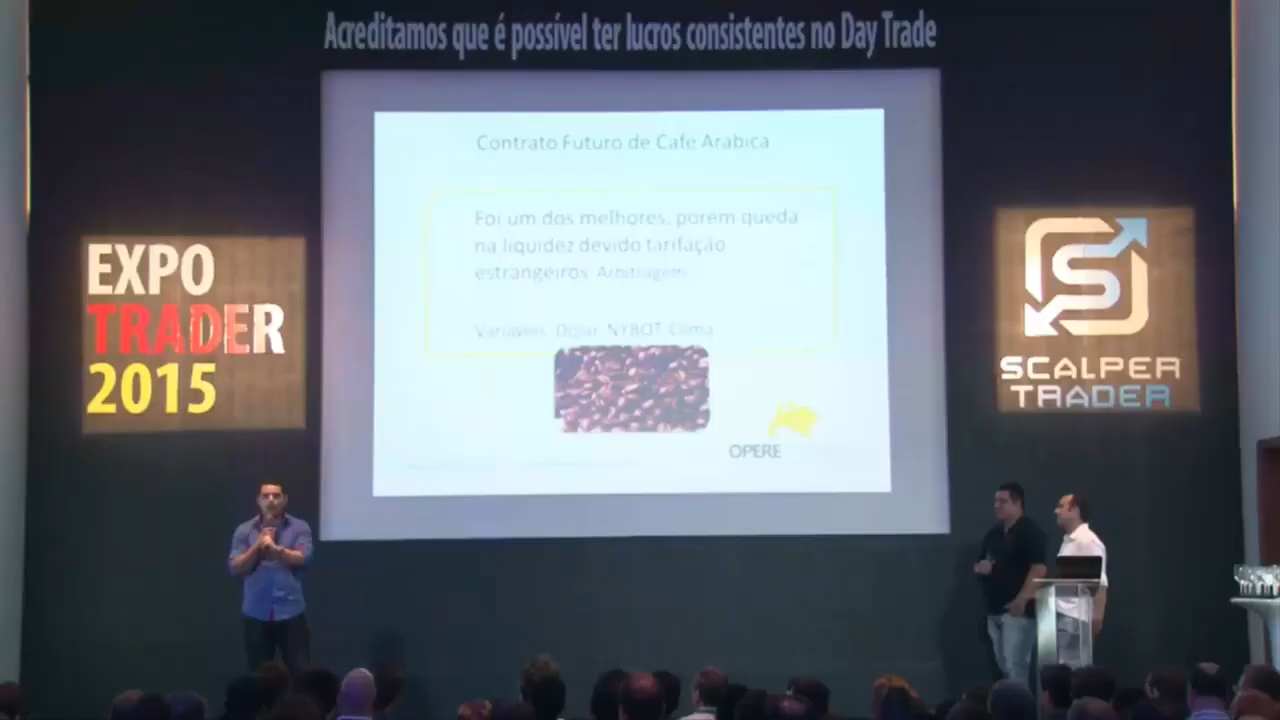 Acreditamos que é possível ter lucros consistentes no Day Trade
Contrato Futuro de Cafe Arabica
Foi um dos melhores, porem queda
na liquidez devido tarifação
estrangeiros. Arbitragem
Variaveis: Dólar, NYBOT, Clima
OPERE
EXPO
TRADER
2015
S
SCALPER
TRADER